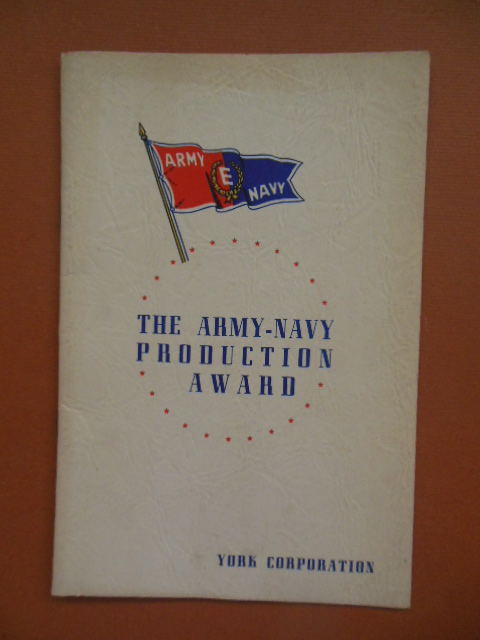 ARMY
E
NAVY
THE ARMY-NAVY
PRODUCTION
AWARD
YORK CORPORATION